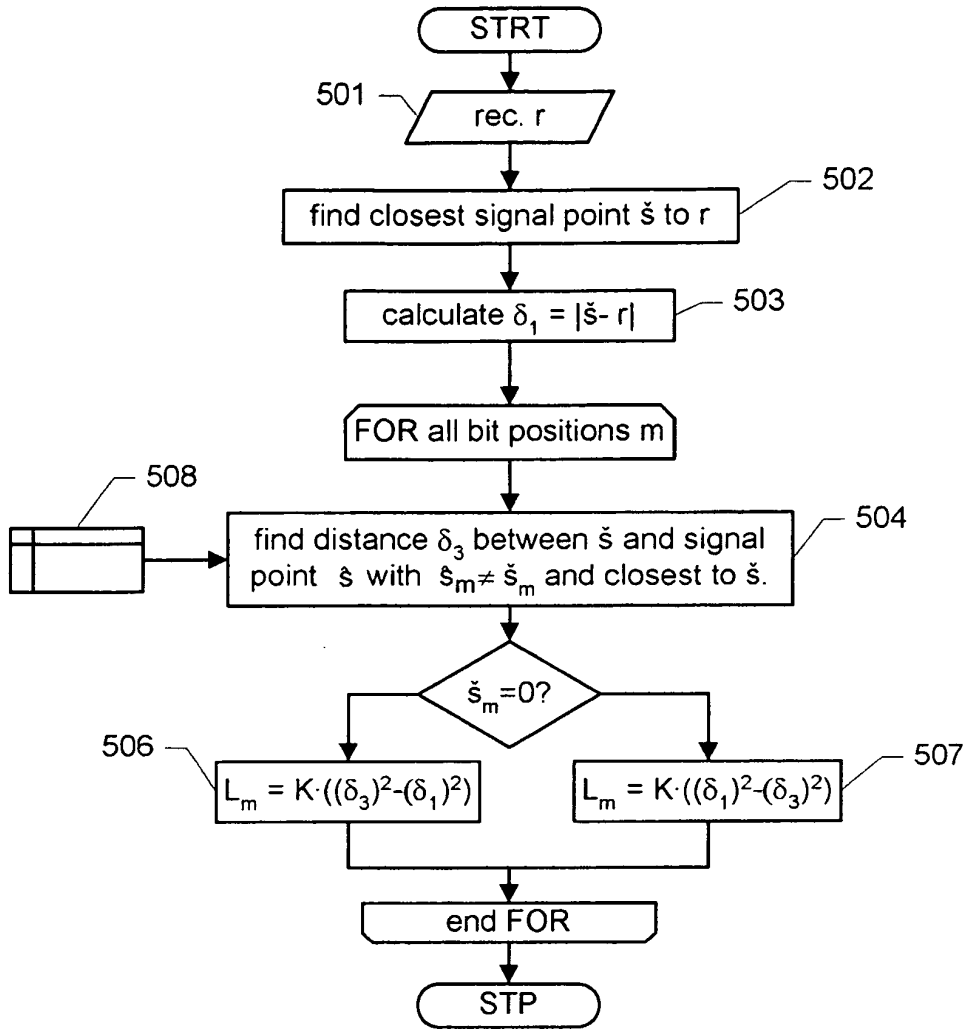 STRT
501
rec. r
502
find closest signal point š to r
503
calculate δ₁ = |š- r|
FOR all bit positions m
508
504
find distance δ₃ between š and signal
point ŝ with ŝₘ≠ šₘ and closest to š.
šₘ=0?
506
507
Lₘ = K·((δ₃)²-(δ₁)²)
Lₘ = K·((δ₁)²-(δ₃)²)
end FOR
STP